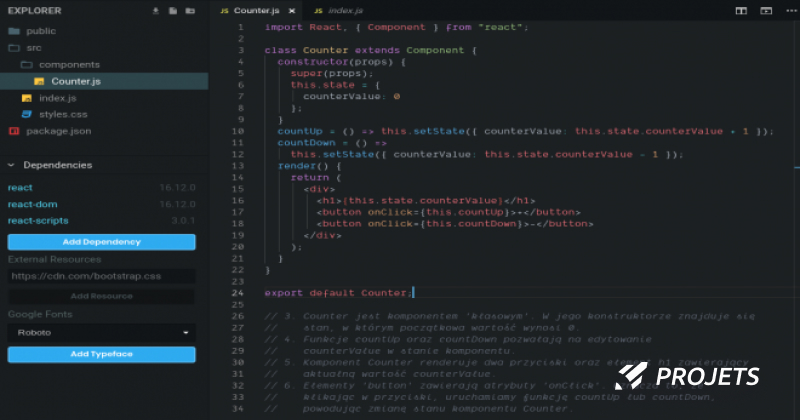 EXPLORER
public
src
components
Counter.js
index.js
styles.css
package.json
Dependencies
react 16.12.0
react-dom 16.12.0
react-scripts 3.0.1
Add Dependency
External Resources
https://cdn.com/bootstrap.css
Add Resource
Google Fonts
Roboto
Add Typeface
JS Counter.js × JS index.js
1 import React, { Component } from "react";
2
3 class Counter extends Component {
4 constructor(props) {
5 super(props);
6 this.state = {
7 counterValue: 0
8 };
9 }
10 countUp = () => this.setState({ counterValue: this.state.counterValue + 1 });
11 countDown = () =>
12 this.setState({ counterValue: this.state.counterValue - 1 });
13 render() {
14 return (
15 <div>
16 <h1>{this.state.counterValue}</h1>
17 <button onClick={this.countUp}>+</button>
18 <button onClick={this.countDown}>-</button>
19 </div>
20 );
21 }
22 }
23
24 export default Counter;
25
26 // 3. Counter jest komponentem 'klasowym'. W jego konstruktorze znajduje się
27 // stan, w którym początkowa wartość wynosi 0.
28 // 4. Funkcje countUp oraz countDown pozwalają na edytowanie
29 // counterValue w stanie komponentu.
30 // 5. Komponent Counter renderuje dwa przyciski oraz element h1 zawierający
31 // aktualną wartość counterValue.
32 // 6. Elementy 'button' zawierają atrybuty 'onClick'.
33 // klikając w przyciski, uruchamiamy funkcję countUp lub countDown,
34 // powodując zmianę stanu komponentu Counter.
PROJETS